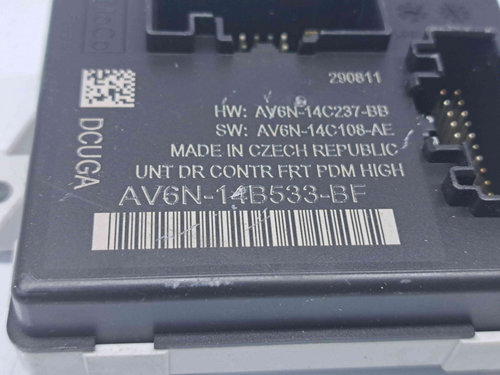 290811
HW: AV6N-14C237-BB
SW: AV6N-14C108-AE
MADE IN CZECH REPUBLIC
UNT DR CONTR FRT PDM HIGH
AV6N-14B533-BF
DCUGA